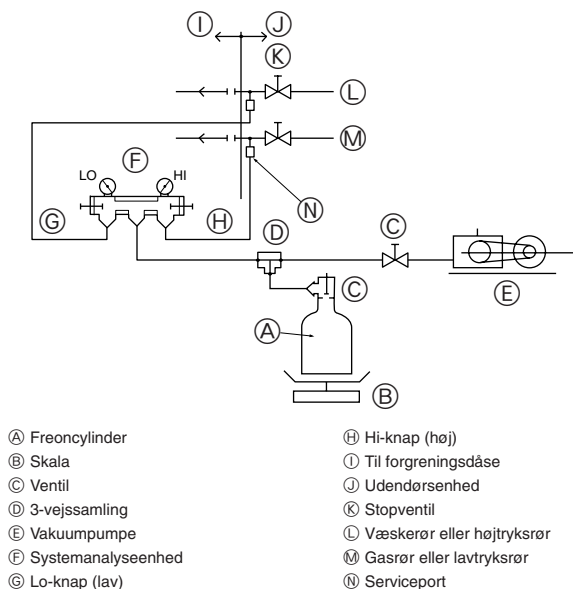 Ⓘ Ⓙ
Ⓚ
Ⓛ
Ⓕ Ⓜ
LO HI
Ⓖ Ⓗ Ⓝ Ⓓ Ⓒ
Ⓒ Ⓔ
Ⓐ
Ⓑ
Ⓐ Freoncylinder
Ⓑ Skala
Ⓒ Ventil
Ⓓ 3-vejssamling
Ⓔ Vakuumpumpe
Ⓕ Systemanalyseenhed
Ⓖ Lo-knap (lav)
Ⓗ Hi-knap (høj)
Ⓘ Til forgreningsdåse
Ⓙ Udendørsenhed
Ⓚ Stopventil
Ⓛ Væskerør eller højtryksrør
Ⓜ Gasrør eller lavtryksrør
Ⓝ Serviceport